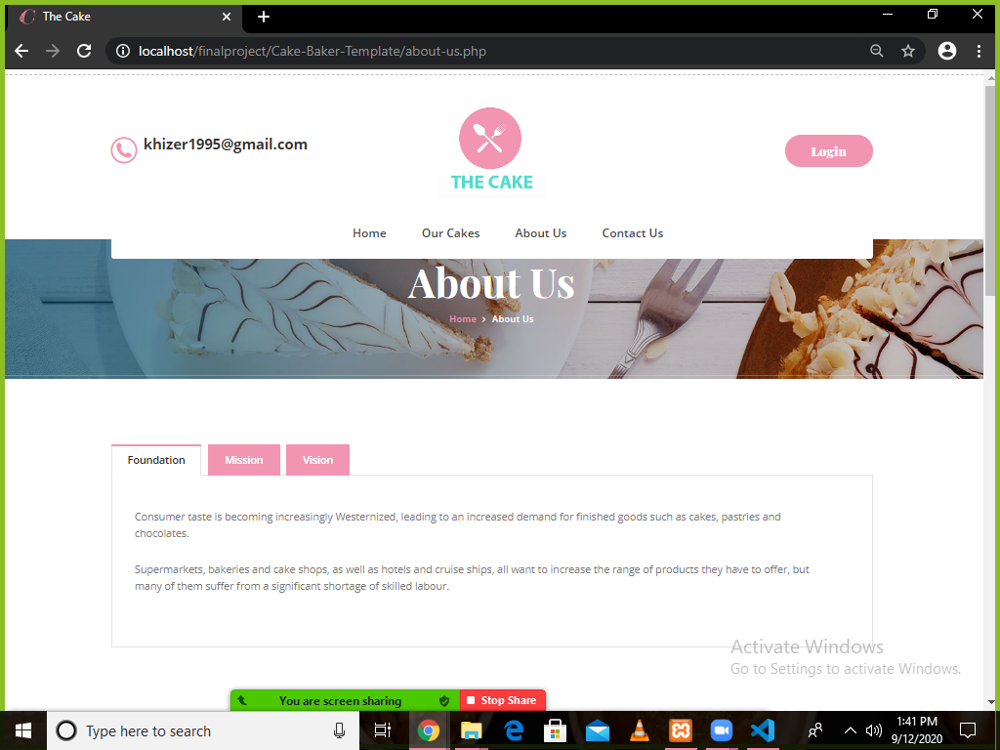 The Cake
localhost/finalproject/Cake-Baker-Template/about-us.php
khizer1995@gmail.com
THE CAKE
Login
Home Our Cakes About Us Contact Us
About Us
Home › About Us
Foundation Mission Vision
Consumer taste is becoming increasingly Westernized, leading to an increased demand for finished goods such as cakes, pastries and
chocolates.
Supermarkets, bakeries and cake shops, as well as hotels and cruise ships, all want to increase the range of products they have to offer, but
many of them suffer from a significant shortage of skilled labour.
Activate Windows
Go to Settings to activate Windows.
You are screen sharing Stop Share
Type here to search
1:41 PM
9/12/2020